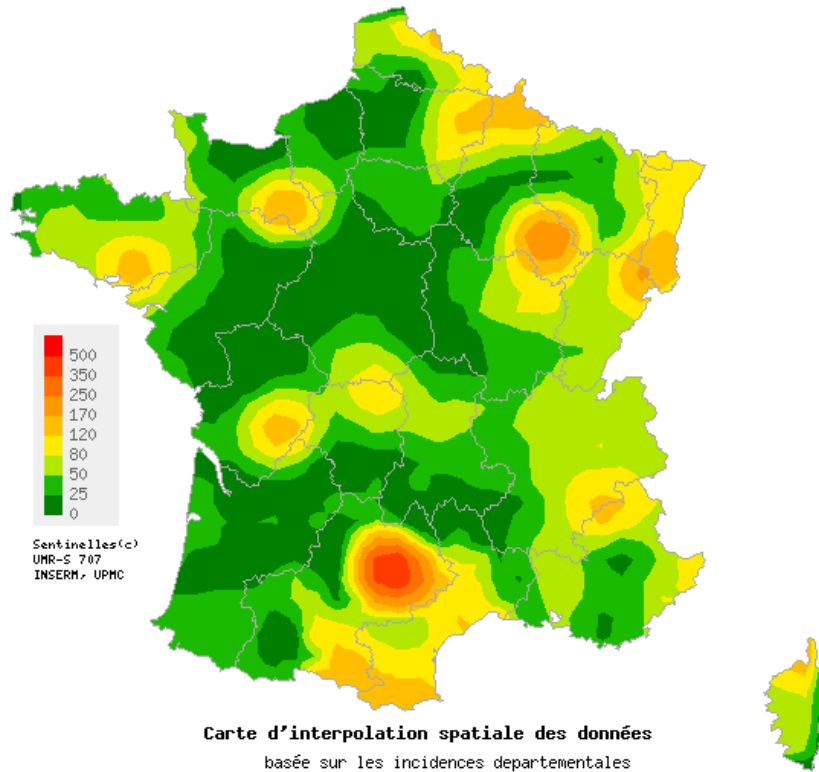 500
350
250
170
120
80
50
25
0
Sentinelles(c)
UMR-S 707
INSERM, UPMC
Carte d'interpolation spatiale des données
basée sur les incidences departementales